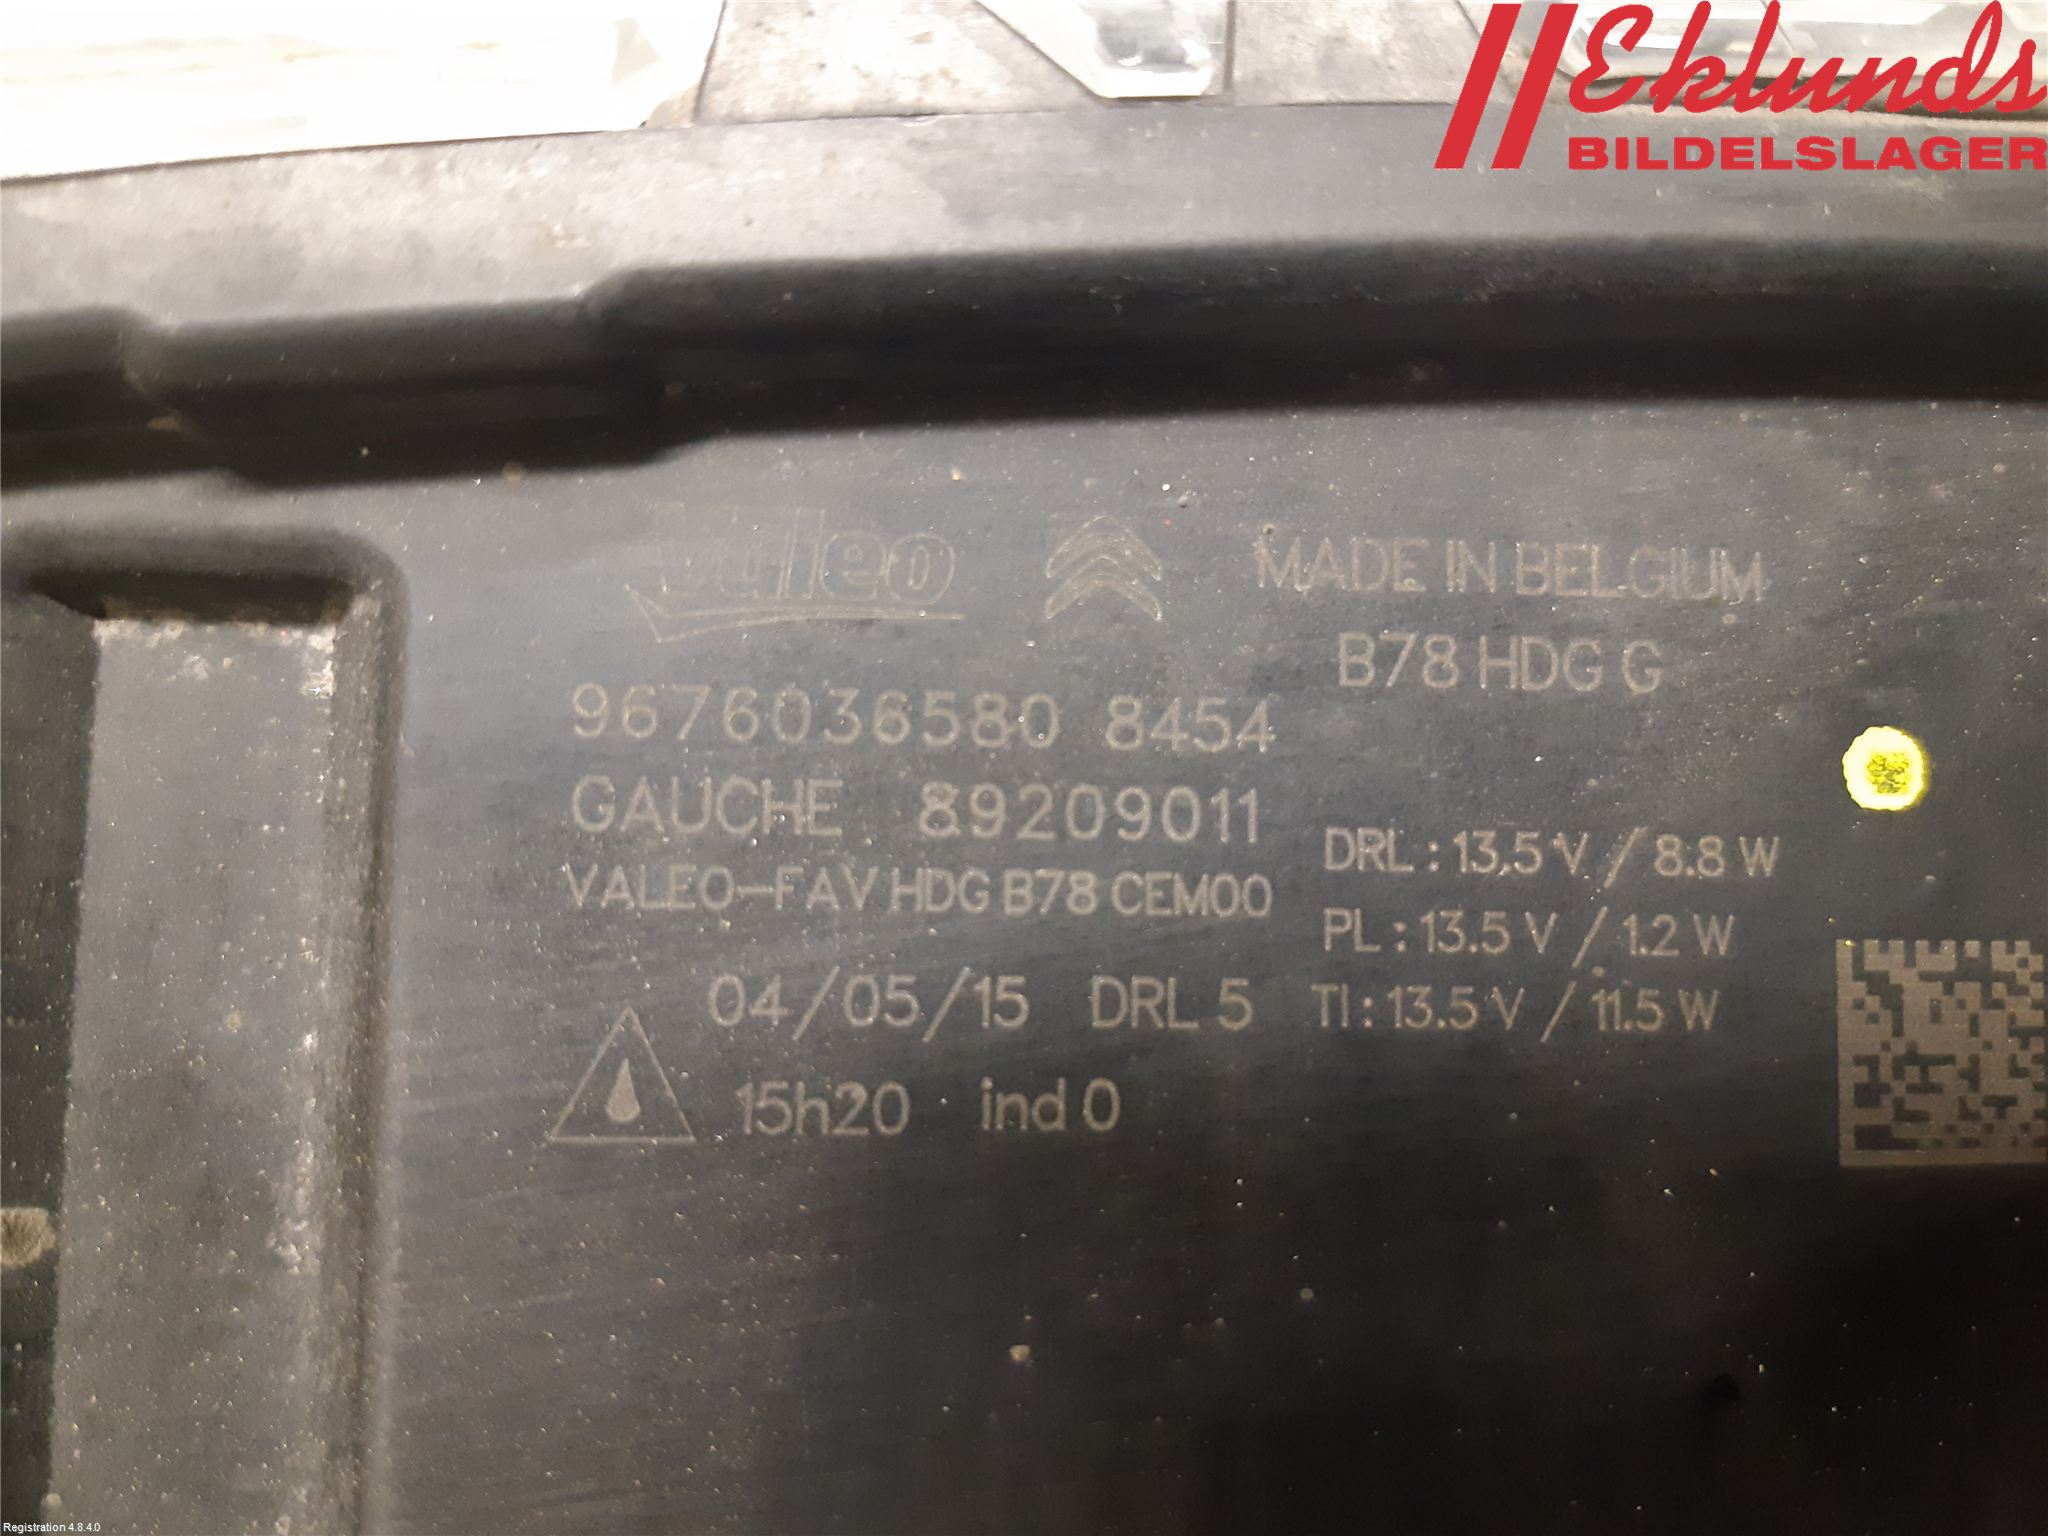 Eklunds
BILDELSLAGER
Valeo
MADE IN BELGIUM
B78 HDG G
9676036580 8454
GAUCHE 89209011
VALEO-FAV HDG B78 CEM00
DRL : 13.5 V / 8.8 W
PL : 13.5 V / 1.2 W
TI : 13.5 V / 11.5 W
04/05/15 DRL 5
15h20 ind 0
Registration 4.8.4.0